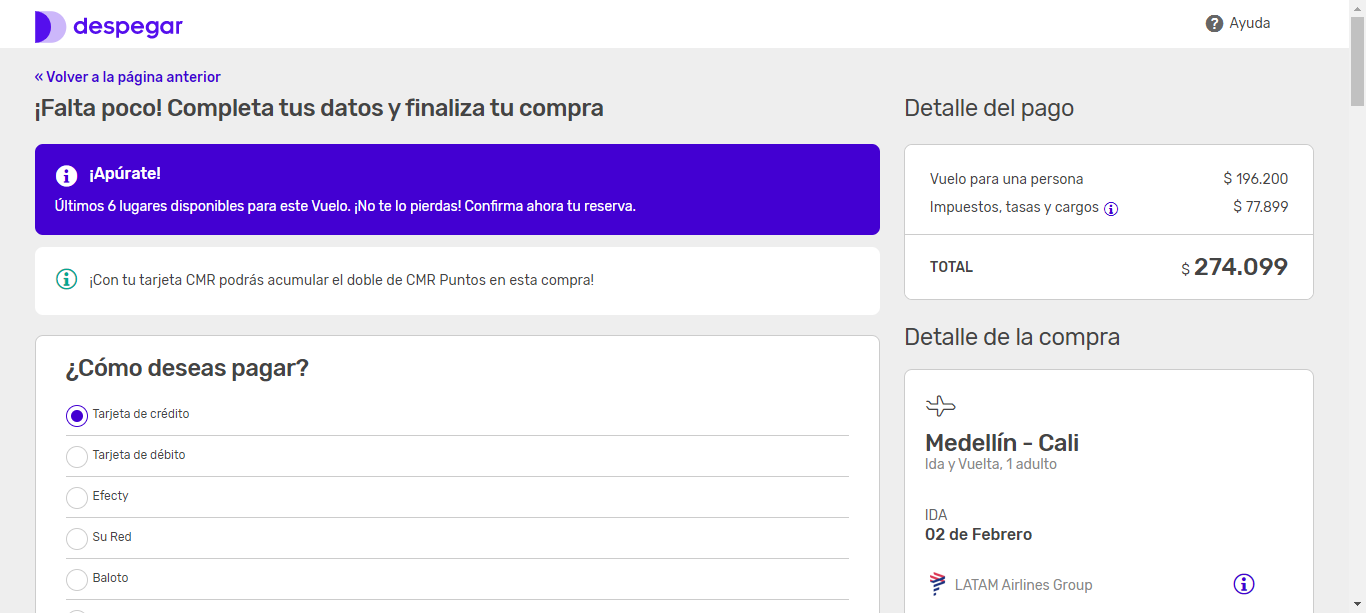 despegar
Ayuda
« Volver a la página anterior
¡Falta poco! Completa tus datos y finaliza tu compra
¡Apúrate!
Últimos 6 lugares disponibles para este Vuelo. ¡No te lo pierdas! Confirma ahora tu reserva.
¡Con tu tarjeta CMR podrás acumular el doble de CMR Puntos en esta compra!
¿Cómo deseas pagar?
Tarjeta de crédito
Tarjeta de débito
Efecty
Su Red
Baloto
Detalle del pago
Vuelo para una persona $ 196.200
Impuestos, tasas y cargos $ 77.899
TOTAL $ 274.099
Detalle de la compra
Medellín - Cali
Ida y Vuelta, 1 adulto
IDA
02 de Febrero
LATAM Airlines Group